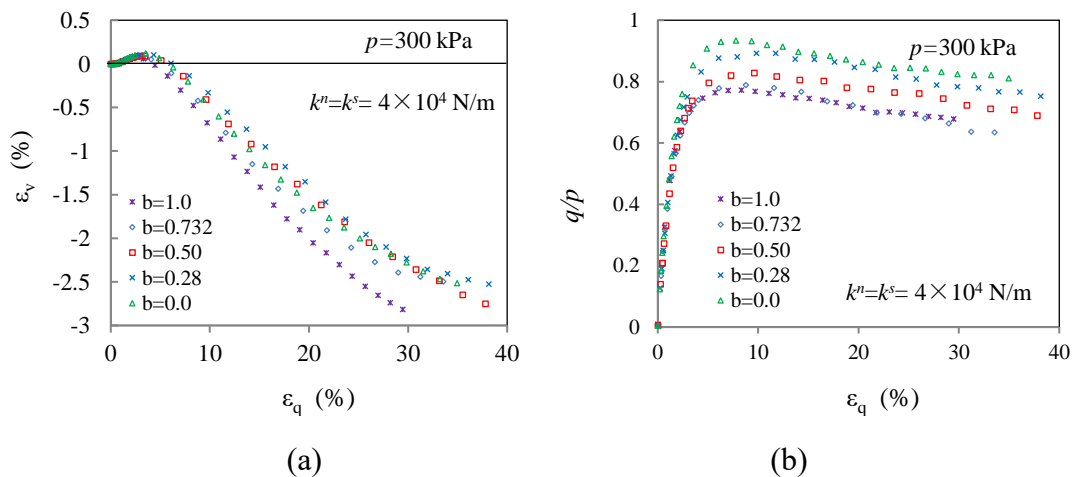 0.5
0
-0.5
-1
-1.5
-2
-2.5
-3
0 10 20 30 40
εv (%)
εq (%)
p=300 kPa
kⁿ=kˢ= 4×10⁴ N/m
b=1.0
b=0.732
b=0.50
b=0.28
b=0.0
(a)
1
0.8
0.6
0.4
0.2
0
0 10 20 30 40
q/p
εq (%)
p=300 kPa
b=1.0
b=0.732
b=0.50
b=0.28
b=0.0
kⁿ=kˢ= 4×10⁴ N/m
(b)